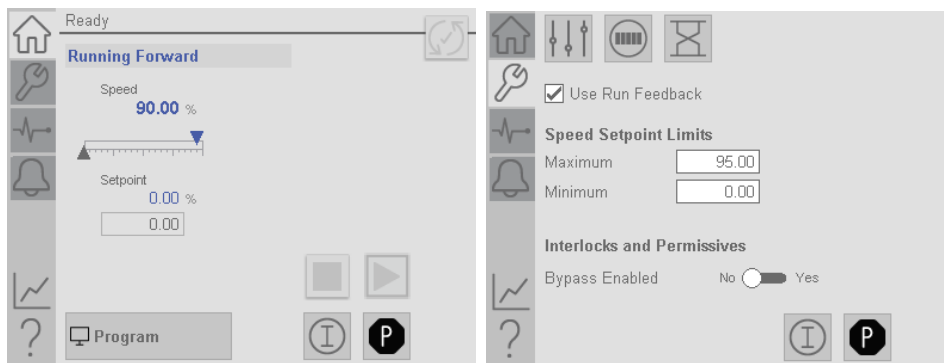 Ready
Running Forward
Speed
90.00 %
Setpoint
0.00 %
0.00
?
Program
I
P
Use Run Feedback
Speed Setpoint Limits
Maximum 95.00
Minimum 0.00
Interlocks and Permissives
Bypass Enabled No Yes
?
I
P